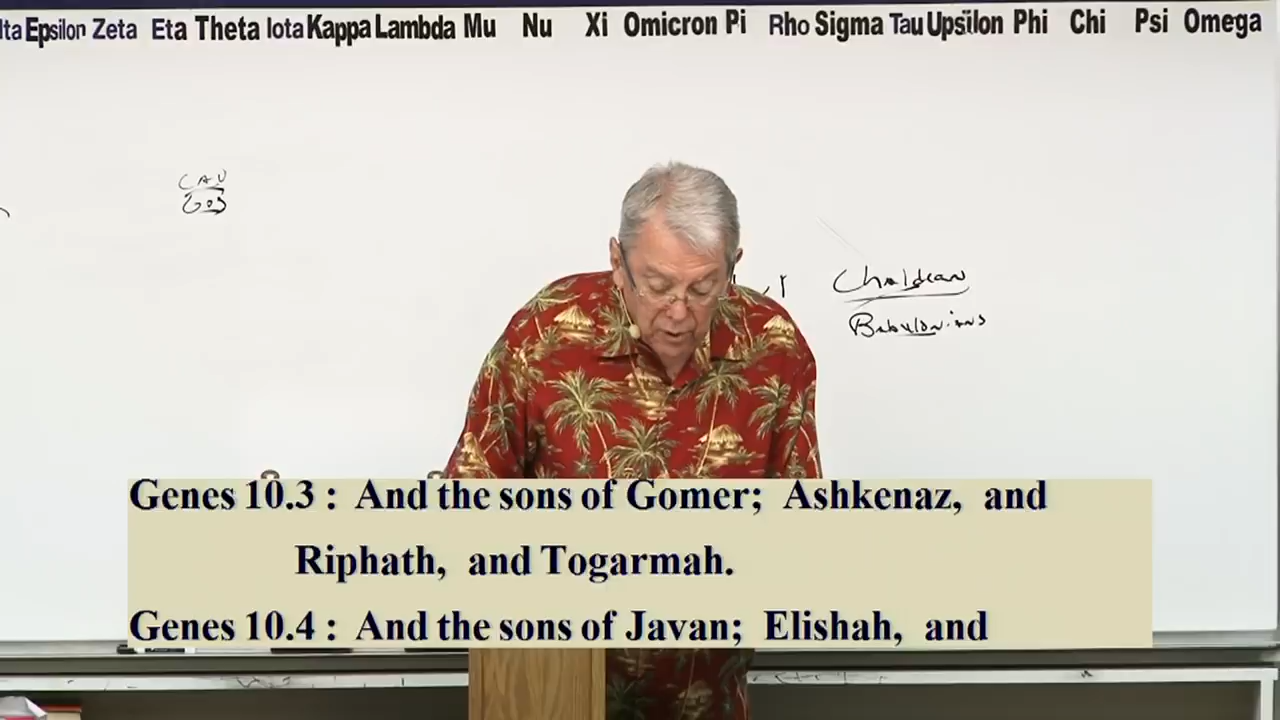 Epsilon Zeta Eta Theta Iota Kappa Lambda Mu Nu Xi Omicron Pi Rho Sigma Tau Upsilon Phi Chi Psi Omega
Chaldean
Babylonians
Genes 10.3 : And the sons of Gomer; Ashkenaz, and
Riphath, and Togarmah.
Genes 10.4 : And the sons of Javan; Elishah, and